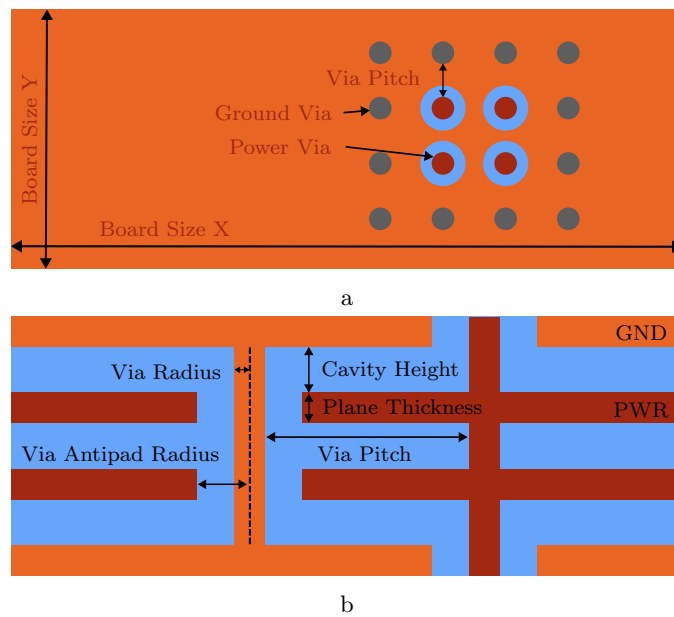 Board Size Y
Via Pitch
Ground Via
Power Via
Board Size X
a
GND
Via Radius
Cavity Height
Plane Thickness
PWR
Via Antipad Radius
Via Pitch
b